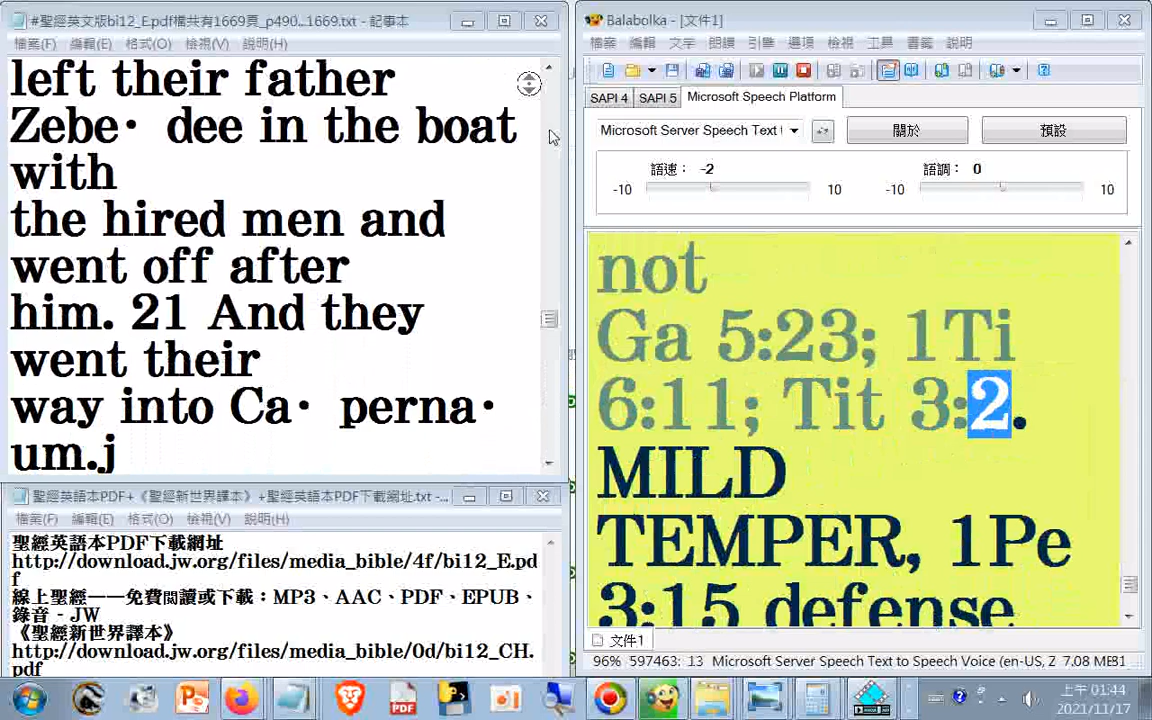 #聖經英文版bi12_E.pdf檔共有1669頁_p490...1669.txt - 記事本
檔案(F) 編輯(E) 格式(O) 檢視(V) 說明(H)
left their father
Zebe· dee in the boat
with
the hired men and
went off after
him. 21 And they
went their
way into Ca· perna·
um.j
聖經英語本PDF+《聖經新世界譯本》+聖經英語本PDF下載網址.txt -...
檔案(F) 編輯(E) 格式(O) 檢視(V) 說明(H)
聖經英語本PDF下載網址
http://download.jw.org/files/media_bible/4f/bi12_E.pd
f
線上聖經——免費閱讀或下載：MP3、AAC、PDF、EPUB、
錄音 - JW
《聖經新世界譯本》
http://download.jw.org/files/media_bible/0d/bi12_CH.
pdf
Balabolka - [文件1]
檔案 編輯 文字 朗讀 引擎 選項 檢視 工具 書籤 說明
SAPI 4 SAPI 5 Microsoft Speech Platform
Microsoft Server Speech Text 關於 預設
語速： -2 語調： 0
-10 10 -10 10
not
Ga 5:23; 1Ti
6:11; Tit 3:2.
MILD
TEMPER, 1Pe
3:15 defense
文件1
96% 597463: 13 Microsoft Server Speech Text to Speech Voice (en-US, Z 7.08 MB
上午 01:44
2021/11/17